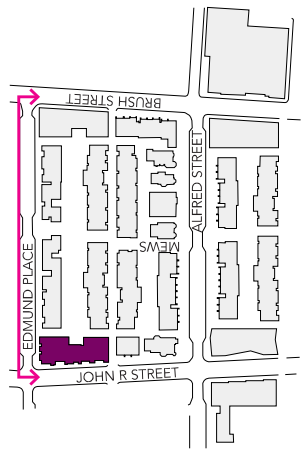 BRUSH STREET
ALFRED STREET
MEWS
EDMUND PLACE
JOHN R STREET